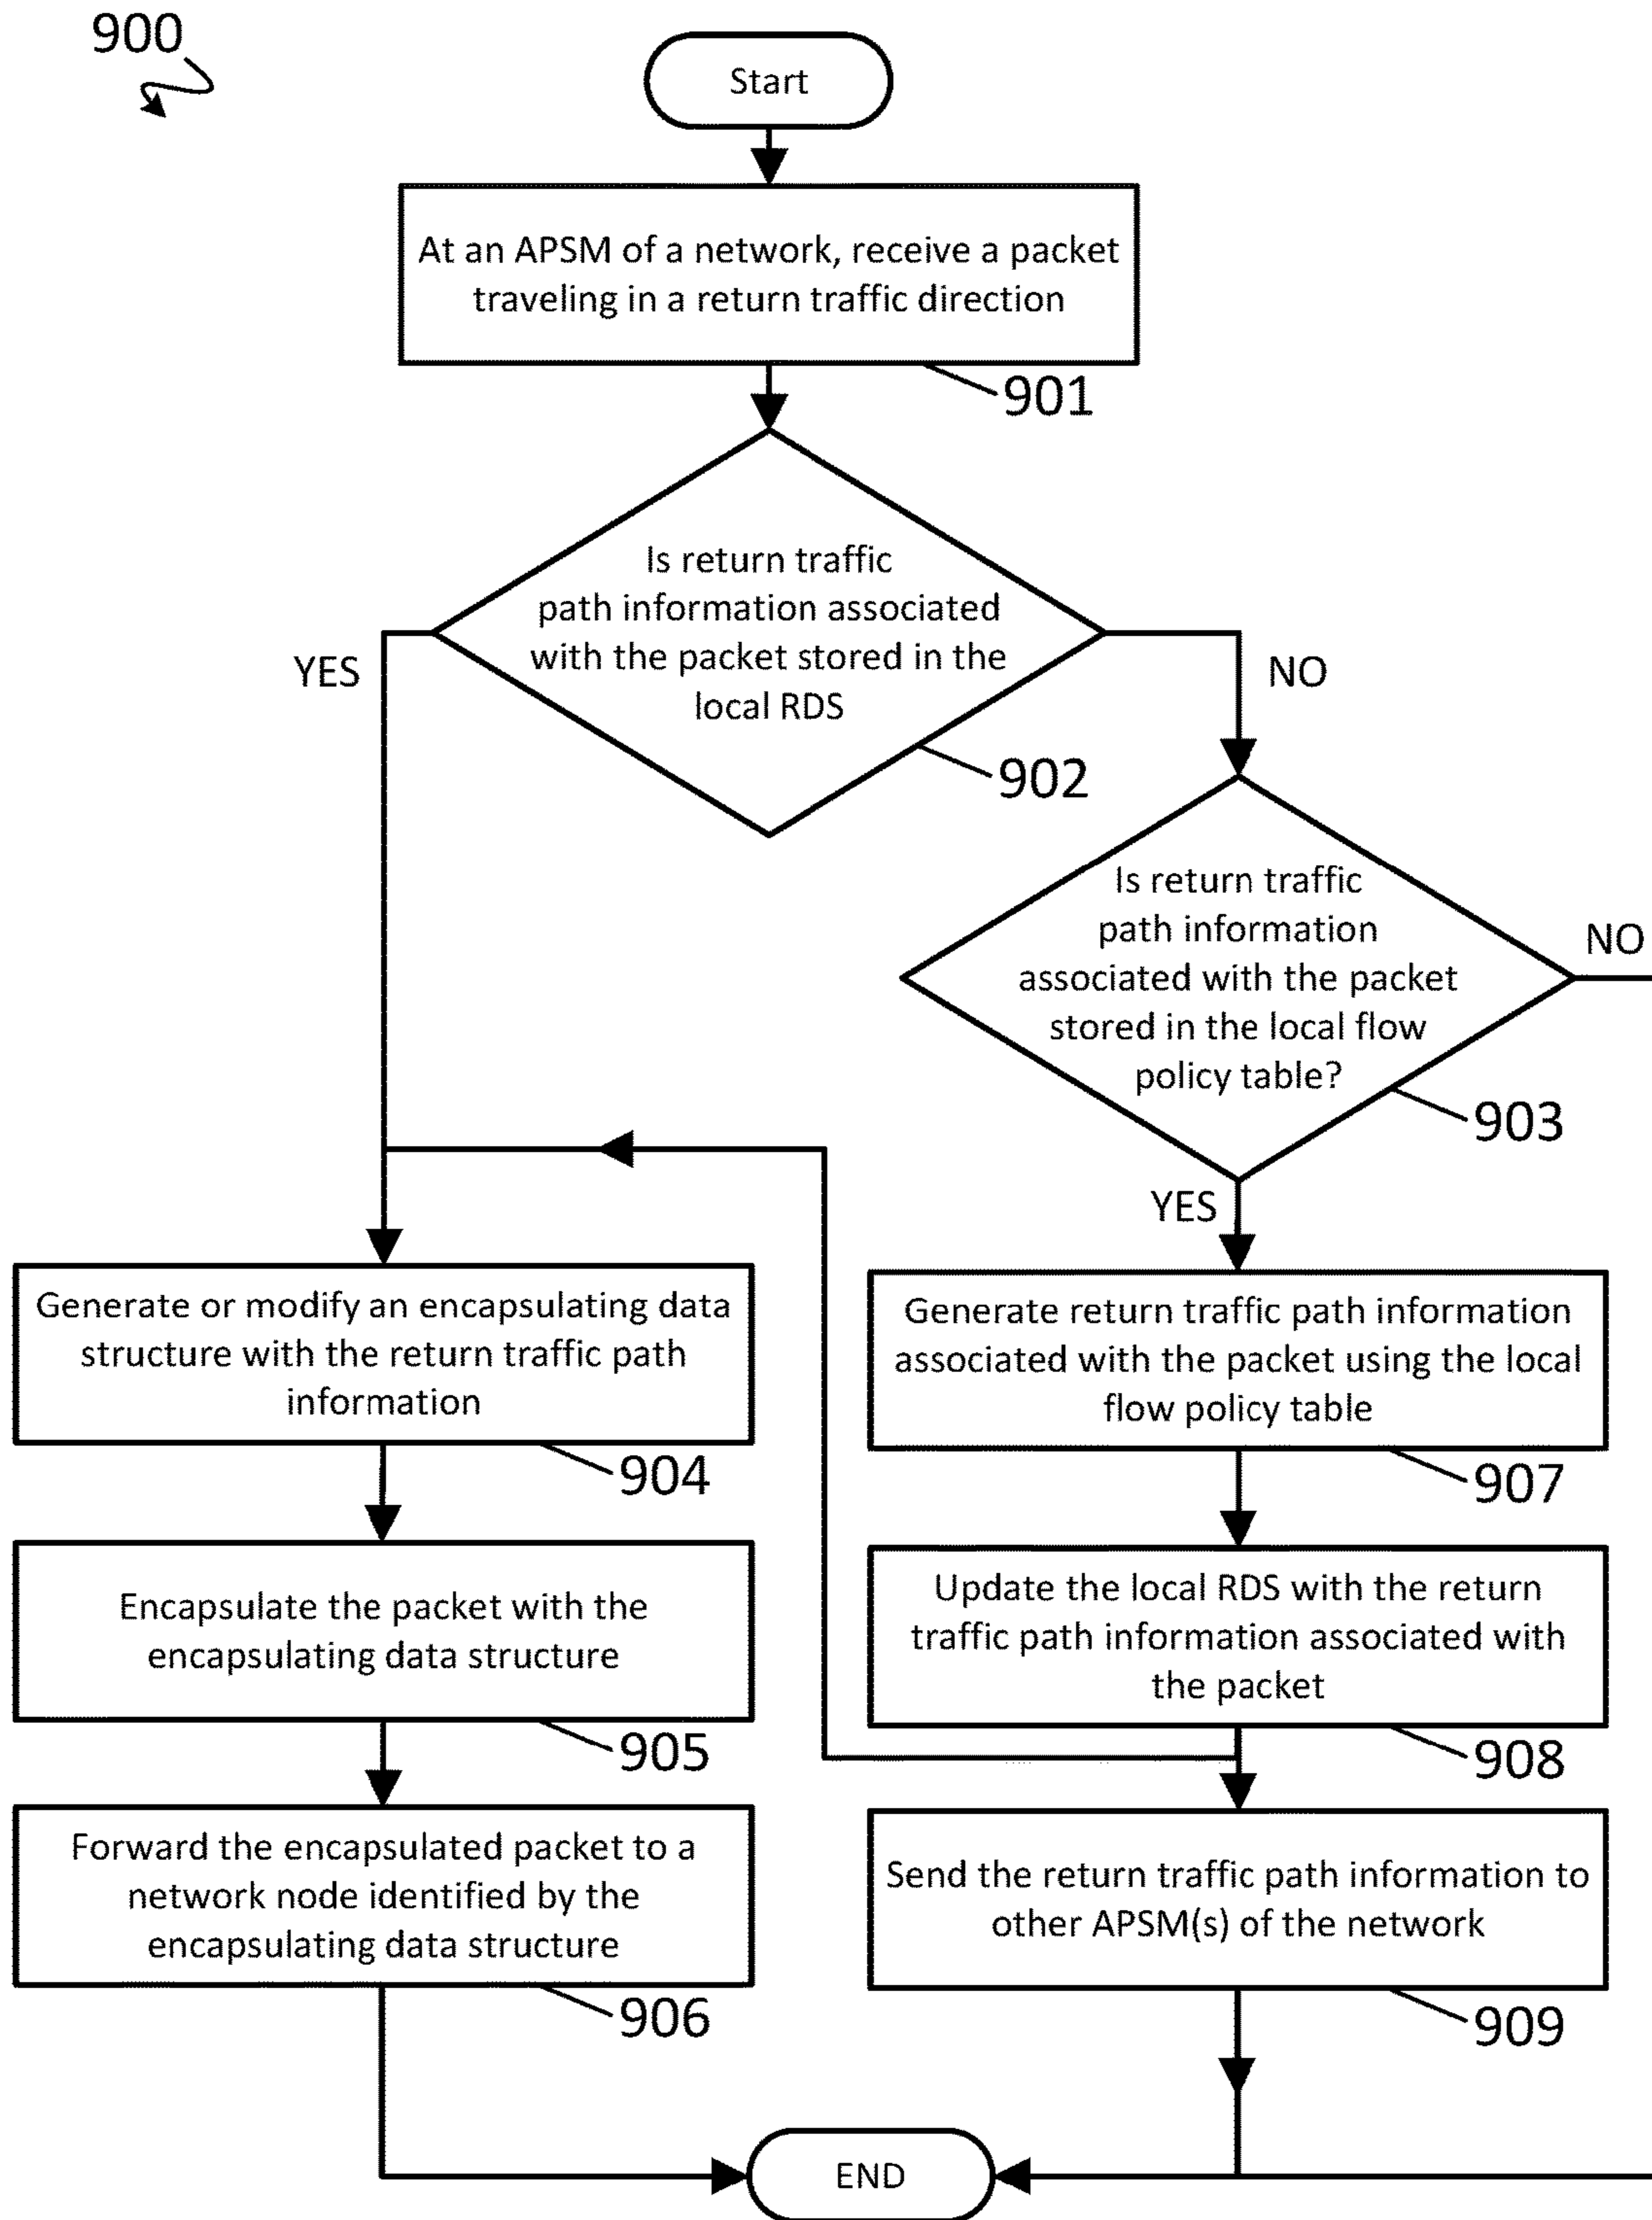 900
Start
At an APSM of a network, receive a packet
traveling in a return traffic direction
901
Is return traffic
path information associated
with the packet stored in the
local RDS
902
YES
NO
Is return traffic
path information
associated with the packet
stored in the local flow
policy table?
903
NO
YES
Generate or modify an encapsulating data
structure with the return traffic path
information
904
Encapsulate the packet with the
encapsulating data structure
905
Forward the encapsulated packet to a
network node identified by the
encapsulating data structure
906
Generate return traffic path information
associated with the packet using the local
flow policy table
907
Update the local RDS with the return
traffic path information associated with
the packet
908
Send the return traffic path information to
other APSM(s) of the network
909
END